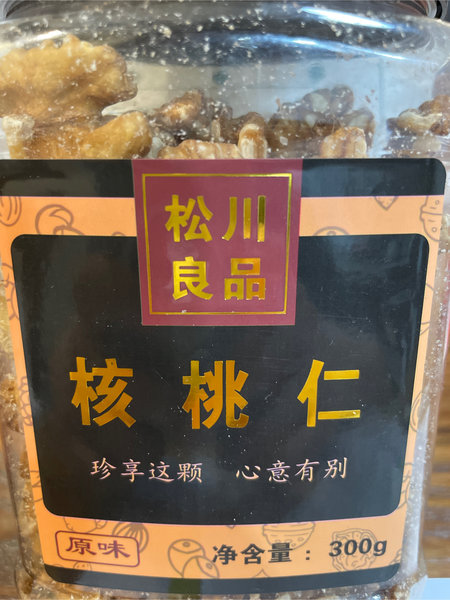 松川
良品
核桃仁
珍享这颗 心意有别
原味
净含量：300g